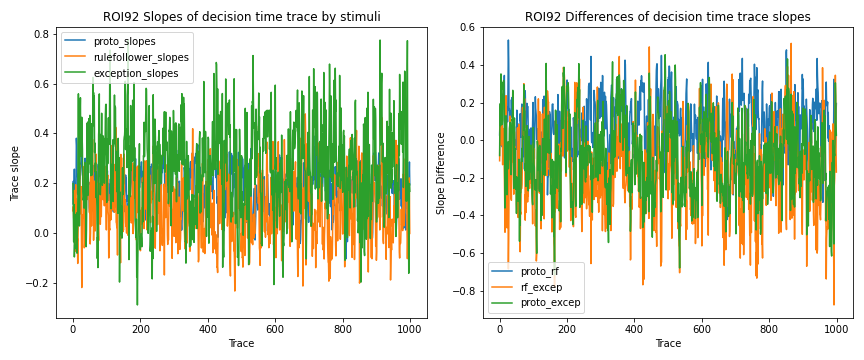 ROI92 Slopes of decision time trace by stimuli
proto_slopes
rulefollower_slopes
exception_slopes
Trace slope
0.8
0.6
0.4
0.2
0.0
−0.2
0
200
400
600
800
1000
Trace
ROI92 Differences of decision time trace slopes
Slope Difference
0.6
0.4
0.2
0.0
−0.2
−0.4
−0.6
−0.8
proto_rf
rf_excep
proto_excep
0
200
400
600
800
1000
Trace